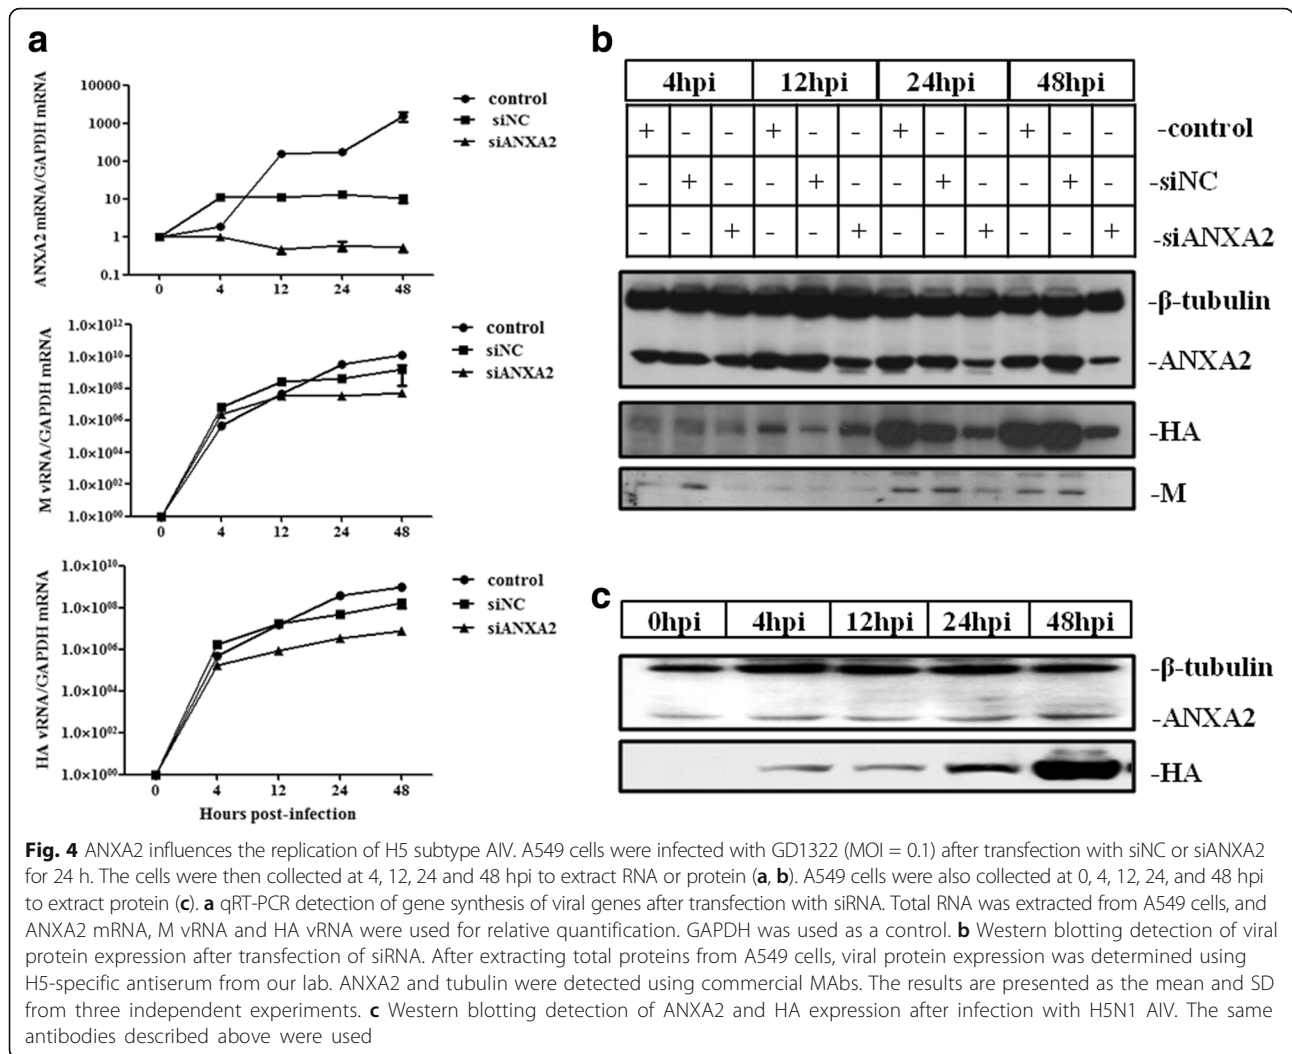 a
ANXA2 mRNA/GAPDH mRNA
10000
1000
100
10
1
0.1
0 4 12 24 48
control
siNC
siANXA2
M vRNA/GAPDH mRNA
1.0×10¹²
1.0×10¹⁰
1.0×10⁰⁸
1.0×10⁰⁶
1.0×10⁰⁴
1.0×10⁰²
1.0×10⁰⁰
0 4 12 24 48
control
siNC
siANXA2
HA vRNA/GAPDH mRNA
1.0×10¹⁰
1.0×10⁰⁸
1.0×10⁰⁶
1.0×10⁰⁴
1.0×10⁰²
1.0×10⁰⁰
0 4 12 24 48
Hours post-infection
control
siNC
siANXA2
b
4hpi 12hpi 24hpi 48hpi
+ - - + - - + - - + - - -control
- + - - + - - + - - + - -siNC
- - + - - + - - + - - + -siANXA2
-β-tubulin
-ANXA2
-HA
-M
c
0hpi 4hpi 12hpi 24hpi 48hpi
-β-tubulin
-ANXA2
-HA
Fig. 4 ANXA2 influences the replication of H5 subtype AIV. A549 cells were infected with GD1322 (MOI = 0.1) after transfection with siNC or siANXA2
for 24 h. The cells were then collected at 4, 12, 24 and 48 hpi to extract RNA or protein (a, b). A549 cells were also collected at 0, 4, 12, 24, and 48 hpi
to extract protein (c). a qRT-PCR detection of gene synthesis of viral genes after transfection with siRNA. Total RNA was extracted from A549 cells, and
ANXA2 mRNA, M vRNA and HA vRNA were used for relative quantification. GAPDH was used as a control. b Western blotting detection of viral
protein expression after transfection of siRNA. After extracting total proteins from A549 cells, viral protein expression was determined using
H5-specific antiserum from our lab. ANXA2 and tubulin were detected using commercial MAbs. The results are presented as the mean and SD
from three independent experiments. c Western blotting detection of ANXA2 and HA expression after infection with H5N1 AIV. The same
antibodies described above were used